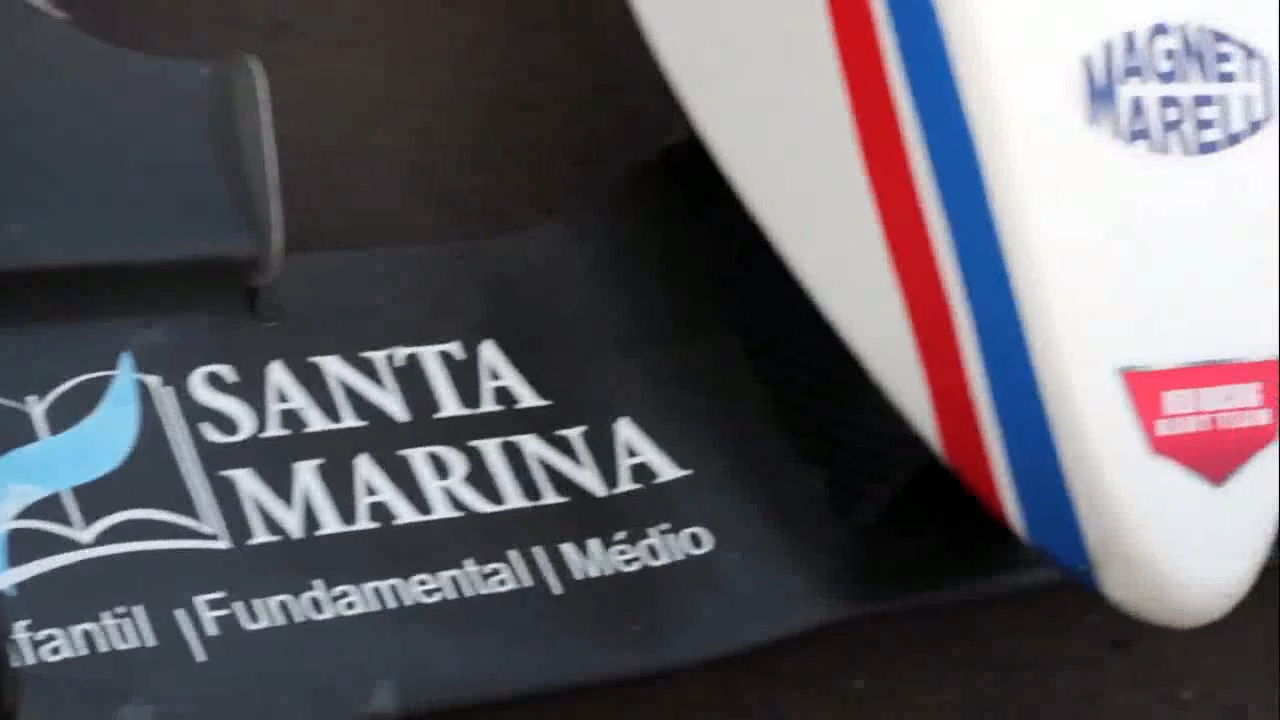 MAGNETI
MARELLI
SANTA
MARINA
fantil | Fundamental | Médio